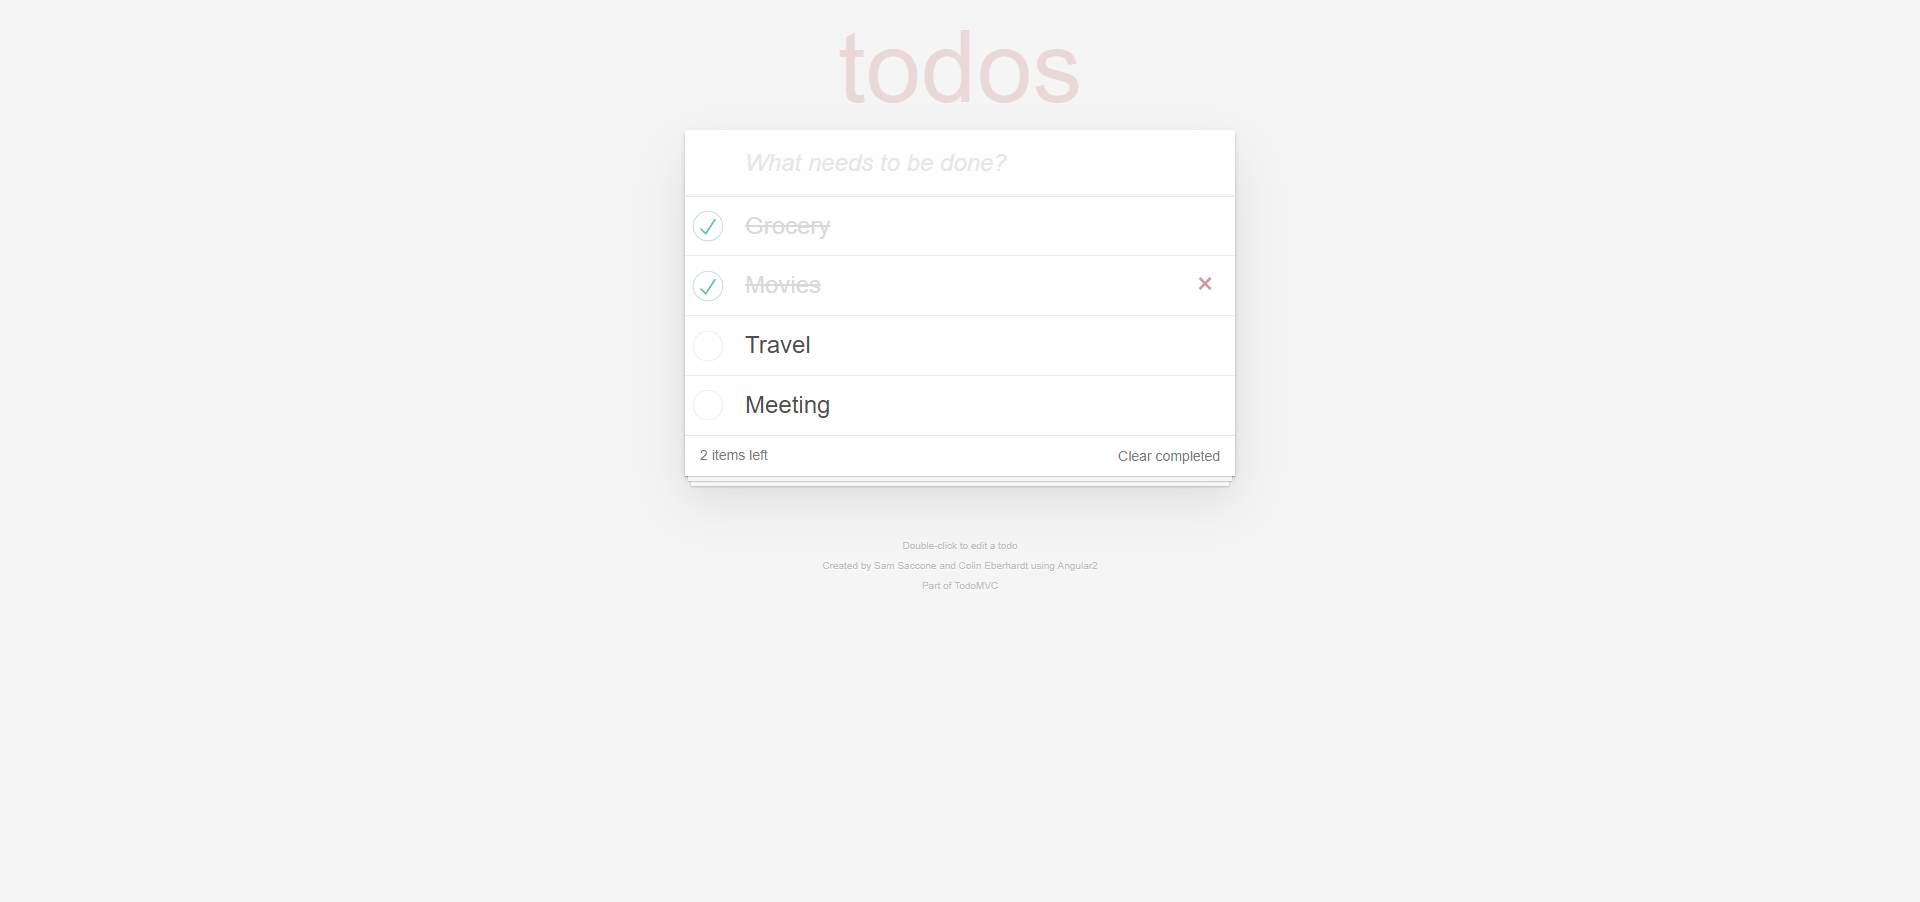 todos
What needs to be done?
Grocery
Movies
Travel
Meeting
2 items left
Clear completed
Double-click to edit a todo
Created by Sam Saccone and Colin Eberhardt using Angular2
Part of TodoMVC